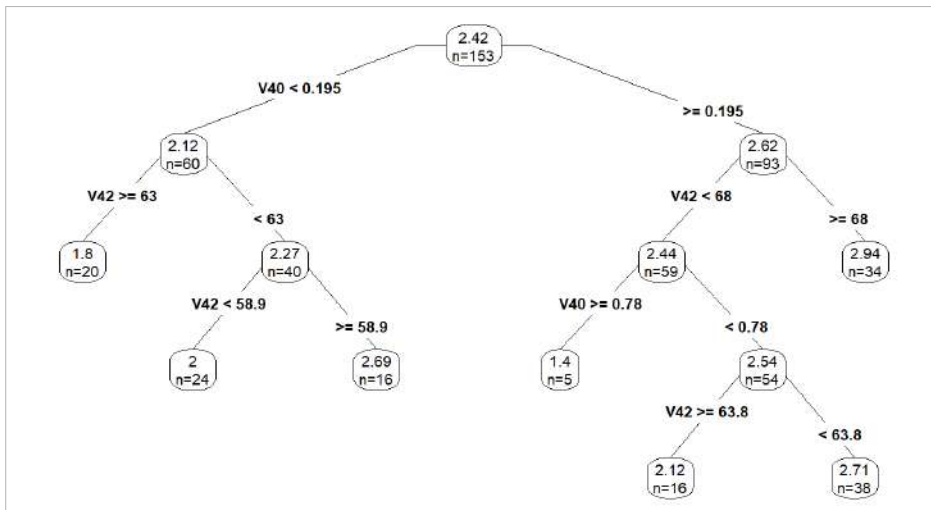 2.42
n=153
V40 < 0.195
>= 0.195
2.12
n=60
2.62
n=93
V42 >= 63
< 63
V42 < 68
>= 68
1.8
n=20
2.27
n=40
2.44
n=59
2.94
n=34
V42 < 58.9
>= 58.9
V40 >= 0.78
< 0.78
2
n=24
2.69
n=16
1.4
n=5
2.54
n=54
V42 >= 63.8
< 63.8
2.12
n=16
2.71
n=38